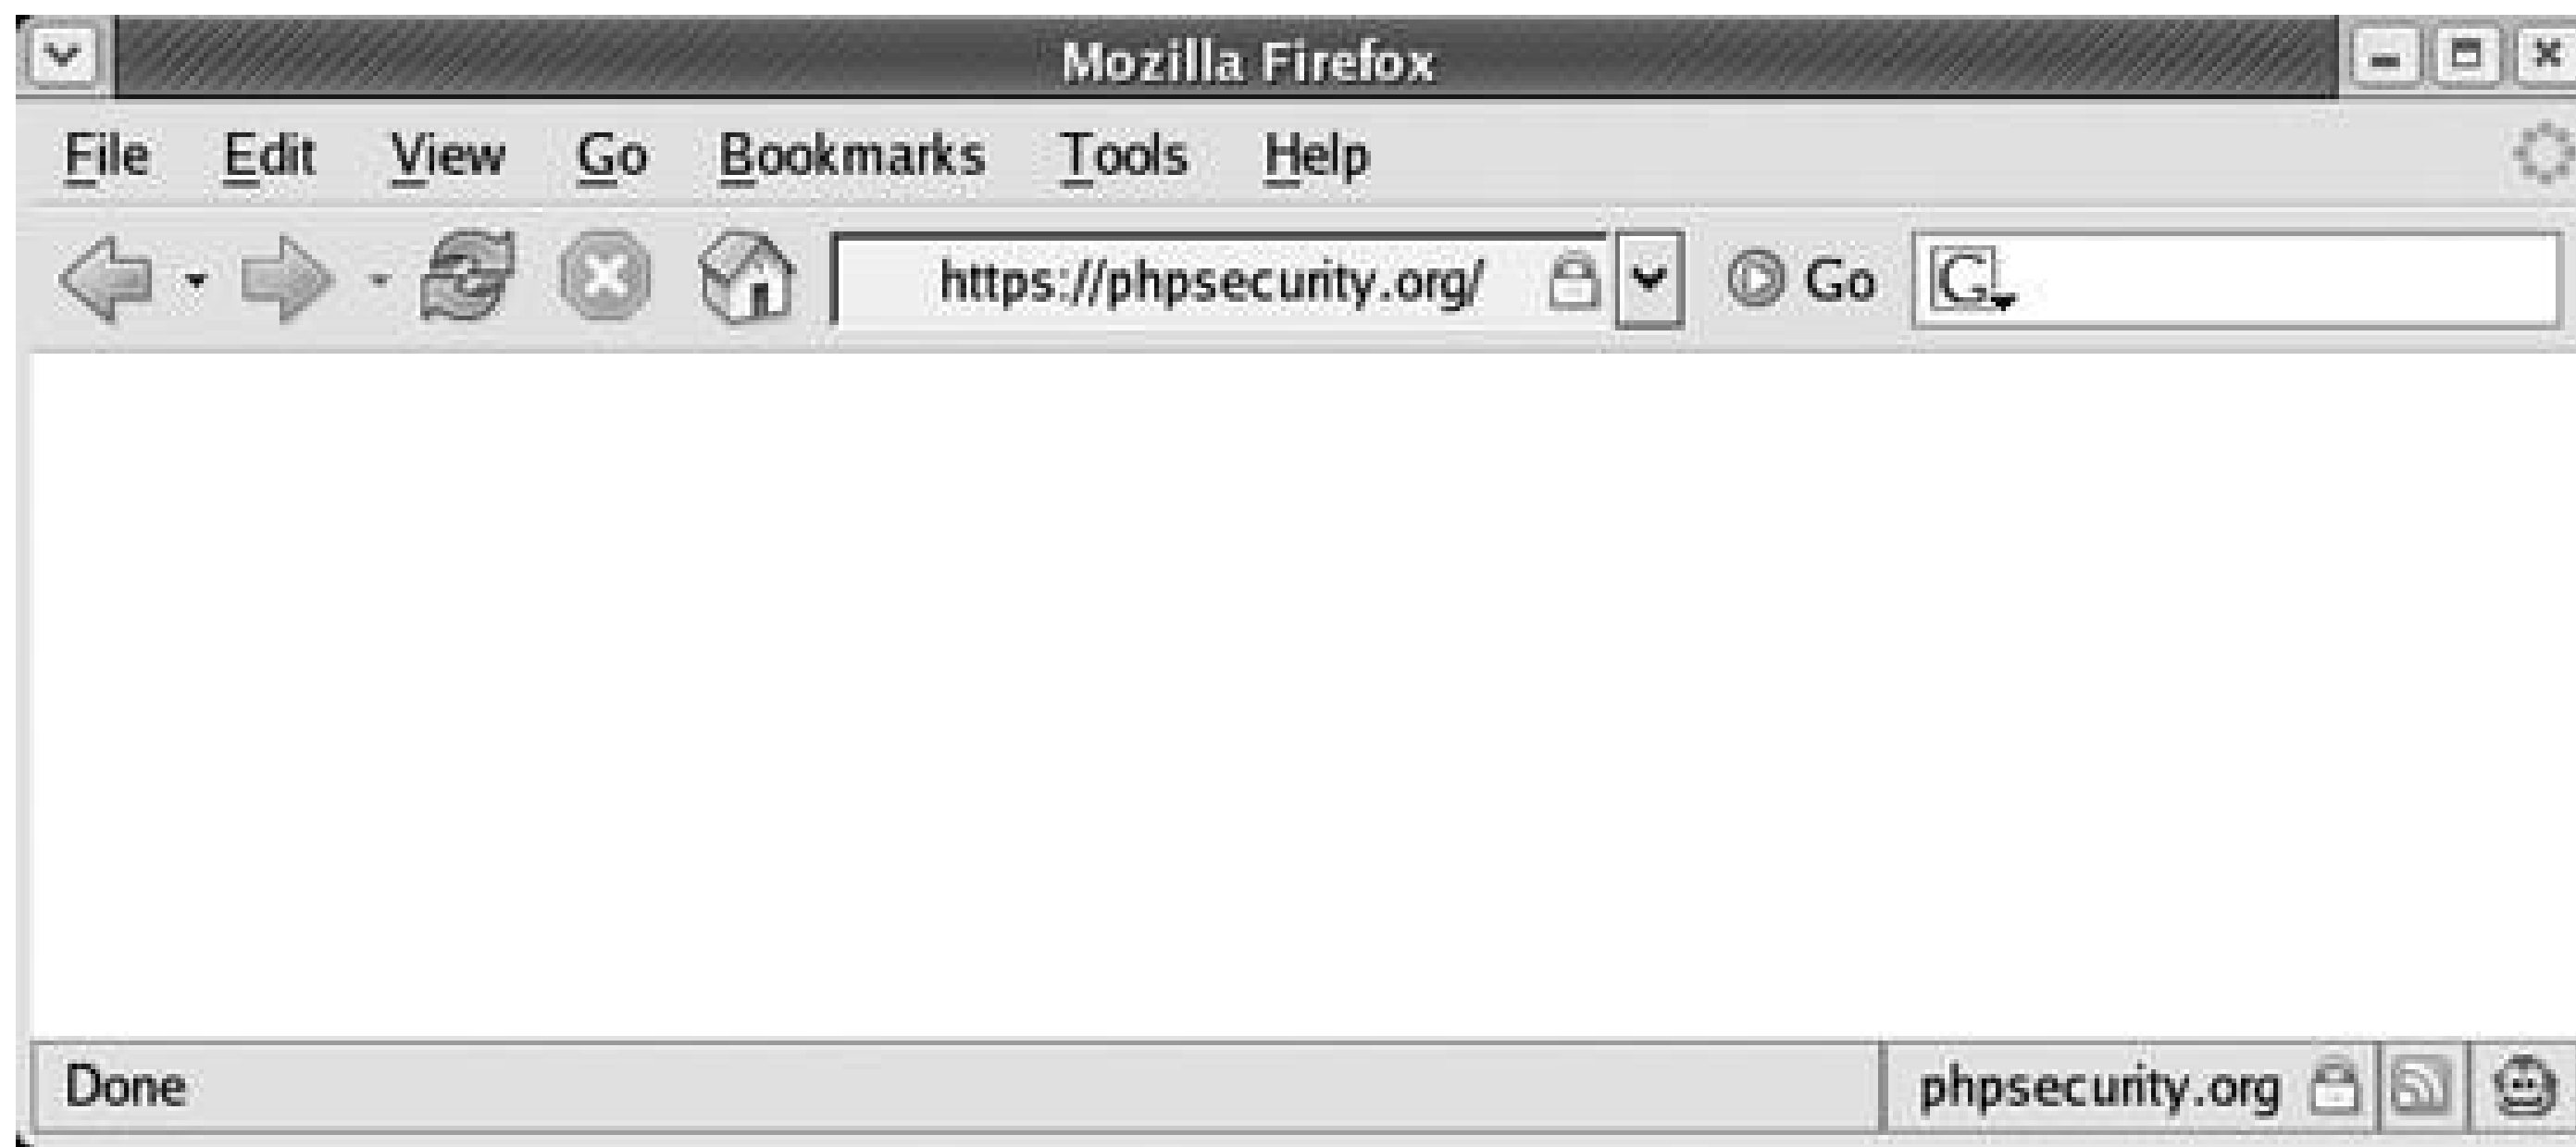 Mozilla Firefox
File Edit View Go Bookmarks Tools Help
https://phpsecurity.org/ Go G
Done phpsecurity.org